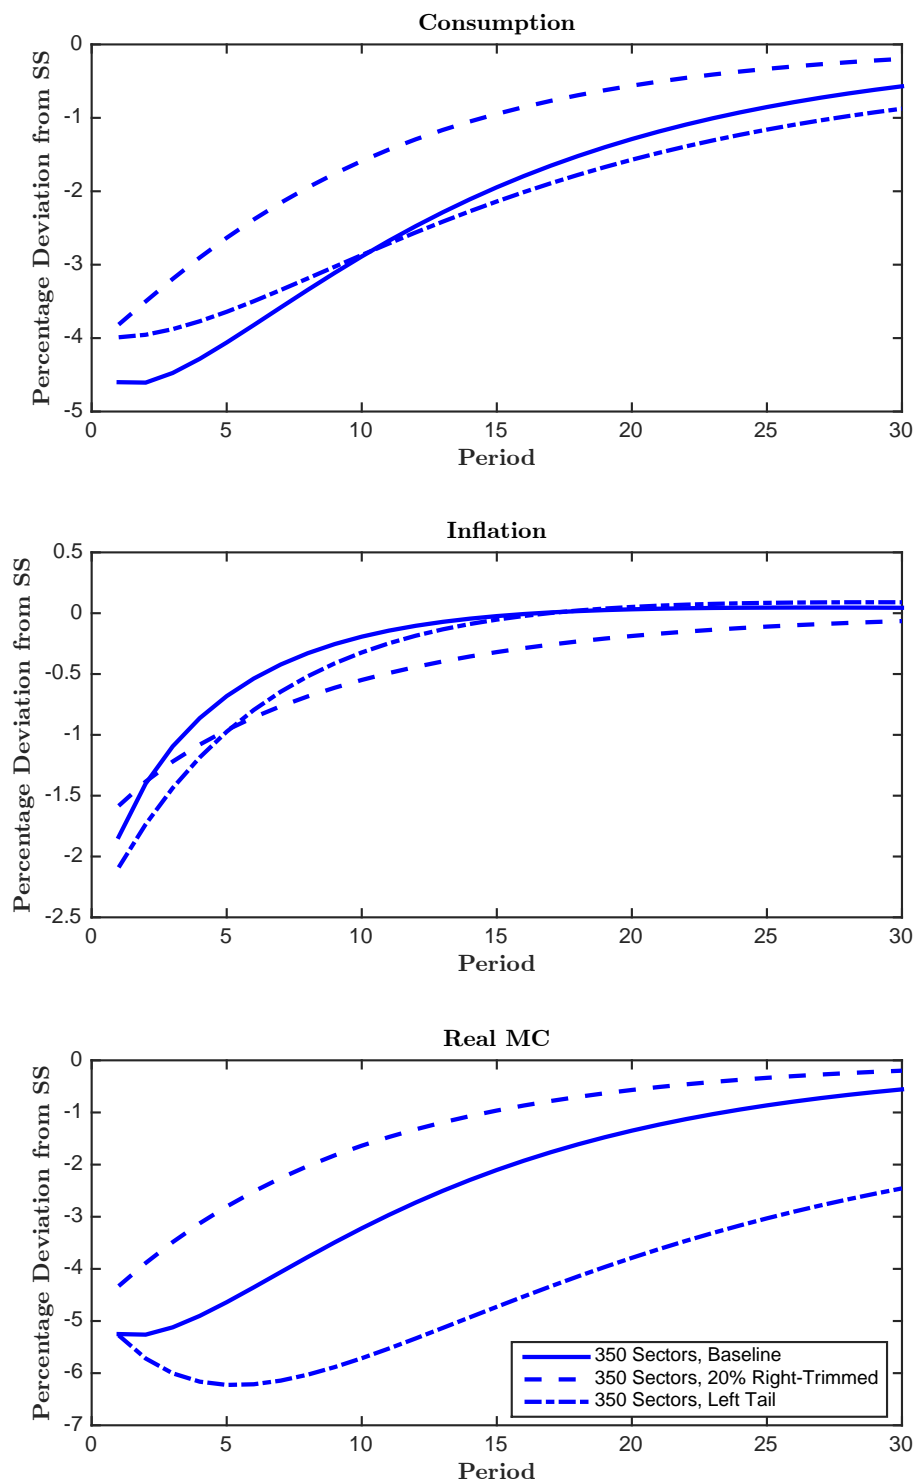 Consumption
0
-1
-2
-3
-4
-5
Percentage Deviation from SS
0 5 10 15 20 25 30
Period
Inflation
0.5
0
-0.5
-1
-1.5
-2
-2.5
Percentage Deviation from SS
0 5 10 15 20 25 30
Period
Real MC
0
-1
-2
-3
-4
-5
-6
-7
Percentage Deviation from SS
350 Sectors, Baseline
350 Sectors, 20% Right-Trimmed
350 Sectors, Left Tail
0 5 10 15 20 25 30
Period